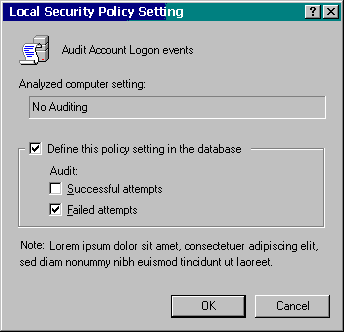 Local Security Policy Setting
Audit Account Logon events
Analyzed computer setting:
No Auditing
Define this policy setting in the database
Audit:
Successful attempts
Failed attempts
Note: Lorem ipsum dolor sit amet, consectetuer adipiscing elit,
sed diam nonummy nibh euismod tincidunt ut laoreet.
OK Cancel